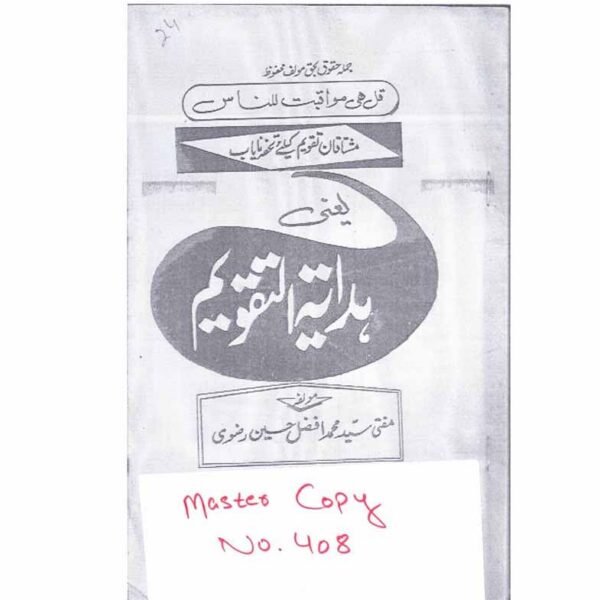 24
جملہ حقوق بحق مولف محفوظ
قل ھی مواقیت للناس
مشتاقان تقویم کیلئے تحفہ نایاب
یعنی
ہدایۃ التقویم
مولفہ
مفتی سید محمد افضل حسین رضوی
Master Copy
No. 408